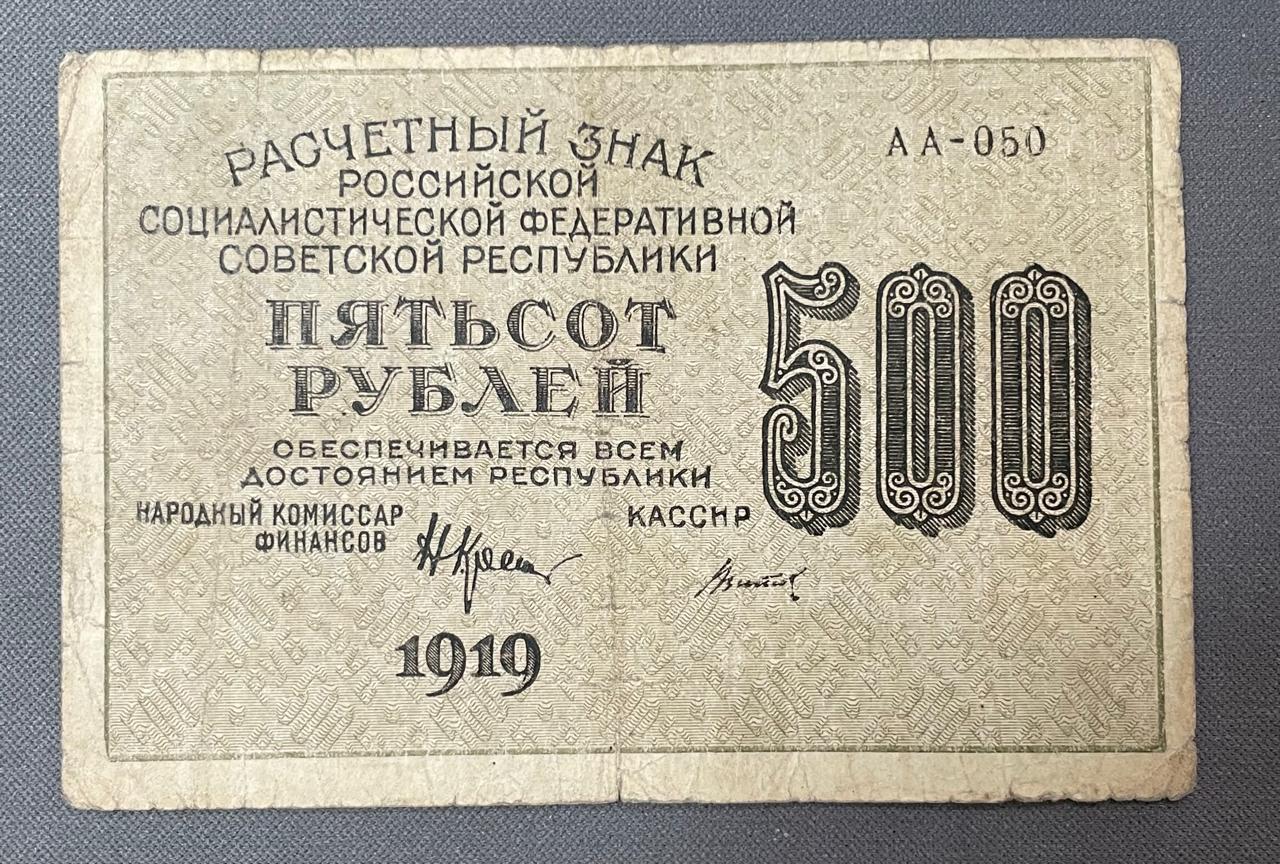 РАСЧЕТНЫЙ ЗНАК
АА-050
РОССИЙСКОЙ
СОЦИАЛИСТИЧЕСКОЙ ФЕДЕРАТИВНОЙ
СОВЕТСКОЙ РЕСПУБЛИКИ
ПЯТЬСОТ
РУБЛЕЙ
500
ОБЕСПЕЧИВАЕТСЯ ВСЕМ
ДОСТОЯНИЕМ РЕСПУБЛИКИ
НАРОДНЫЙ КОМИССАР
ФИНАНСОВ
КАССИР
1919